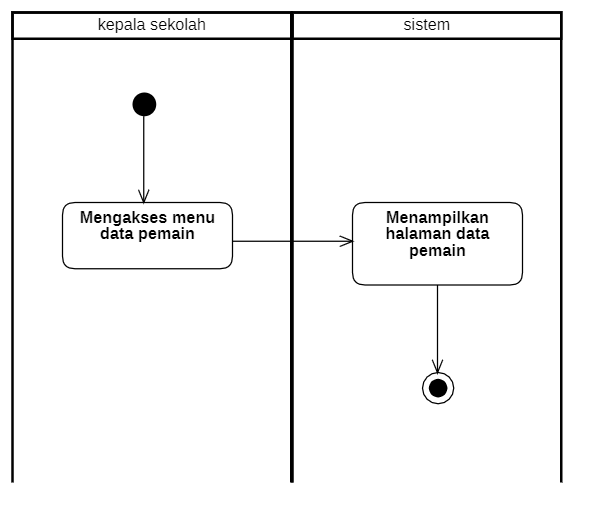 kepala sekolah
sistem
Mengakses menu
data pemain
Menampilkan
halaman data
pemain